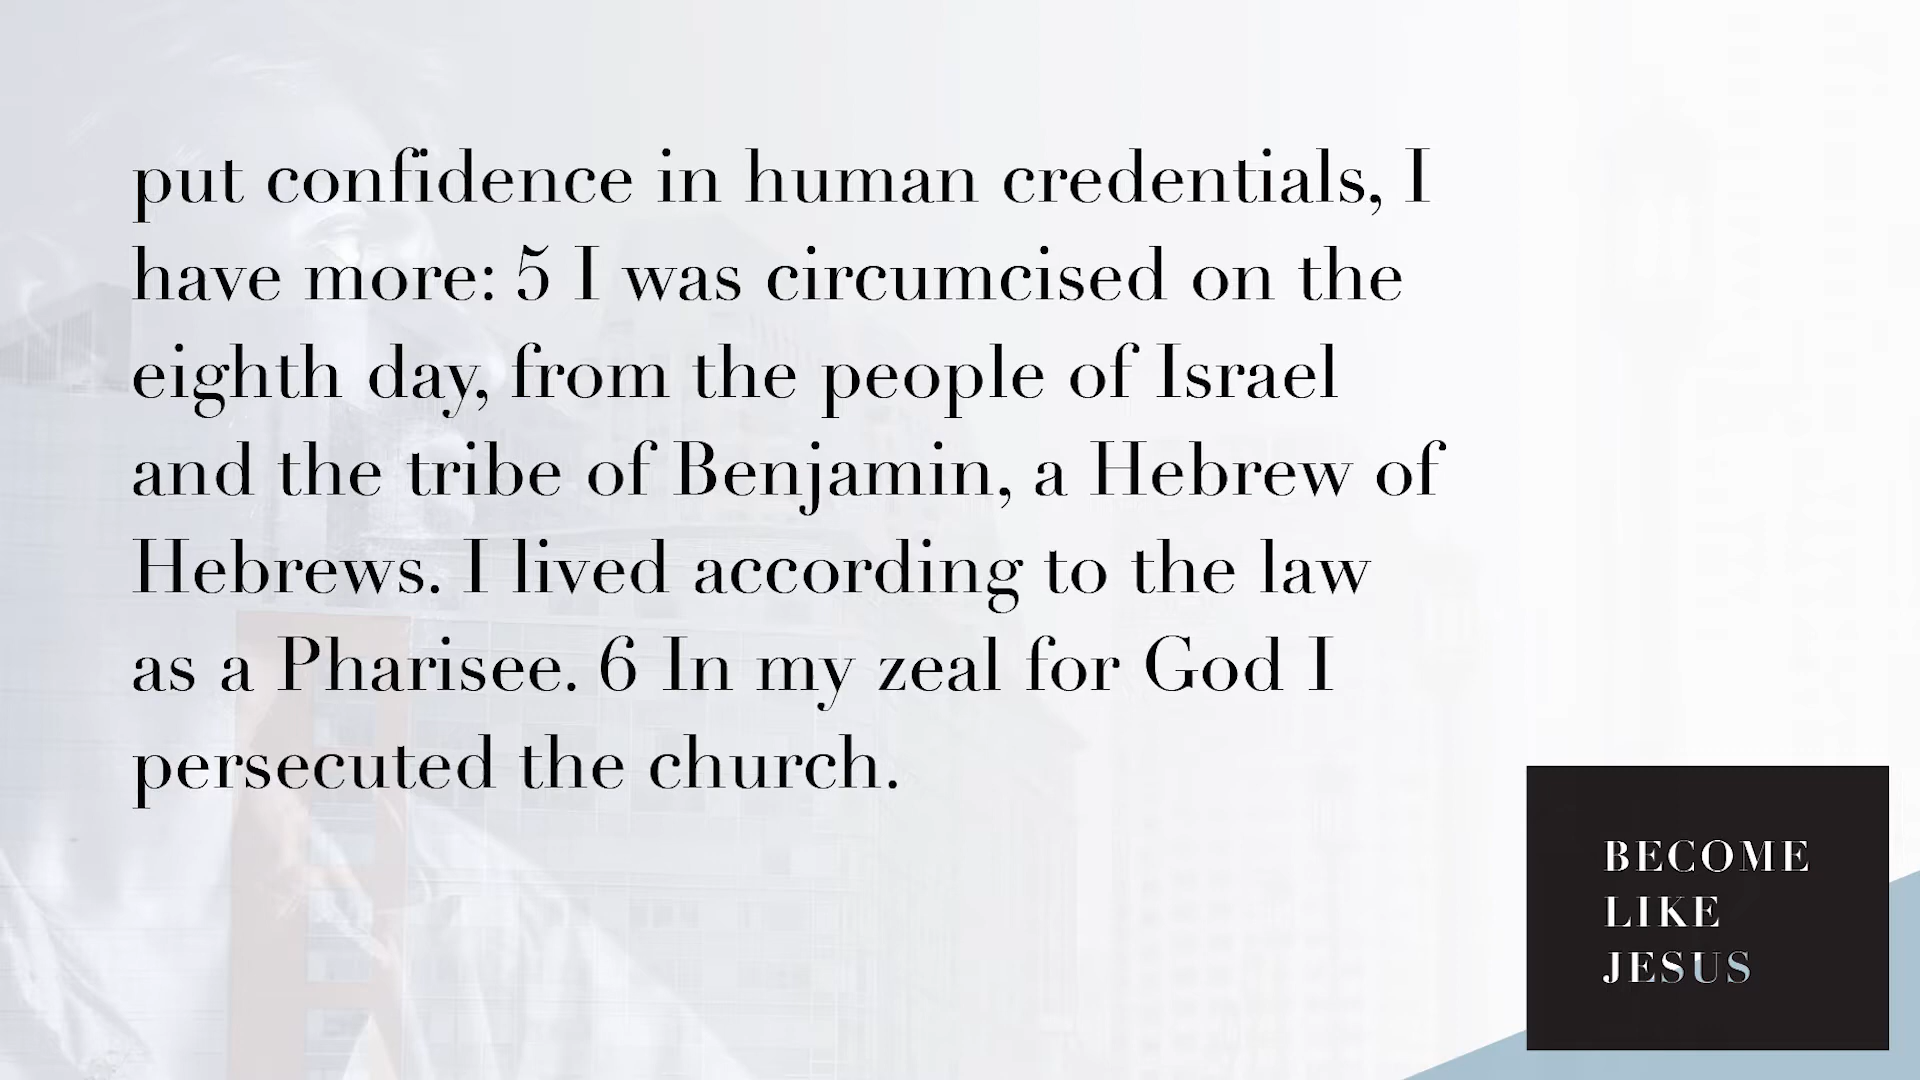 put confidence in human credentials, I
have more: 5 I was circumcised on the
eighth day, from the people of Israel
and the tribe of Benjamin, a Hebrew of
Hebrews. I lived according to the law
as a Pharisee. 6 In my zeal for God I
persecuted the church.
BECOME
LIKE
JESUS